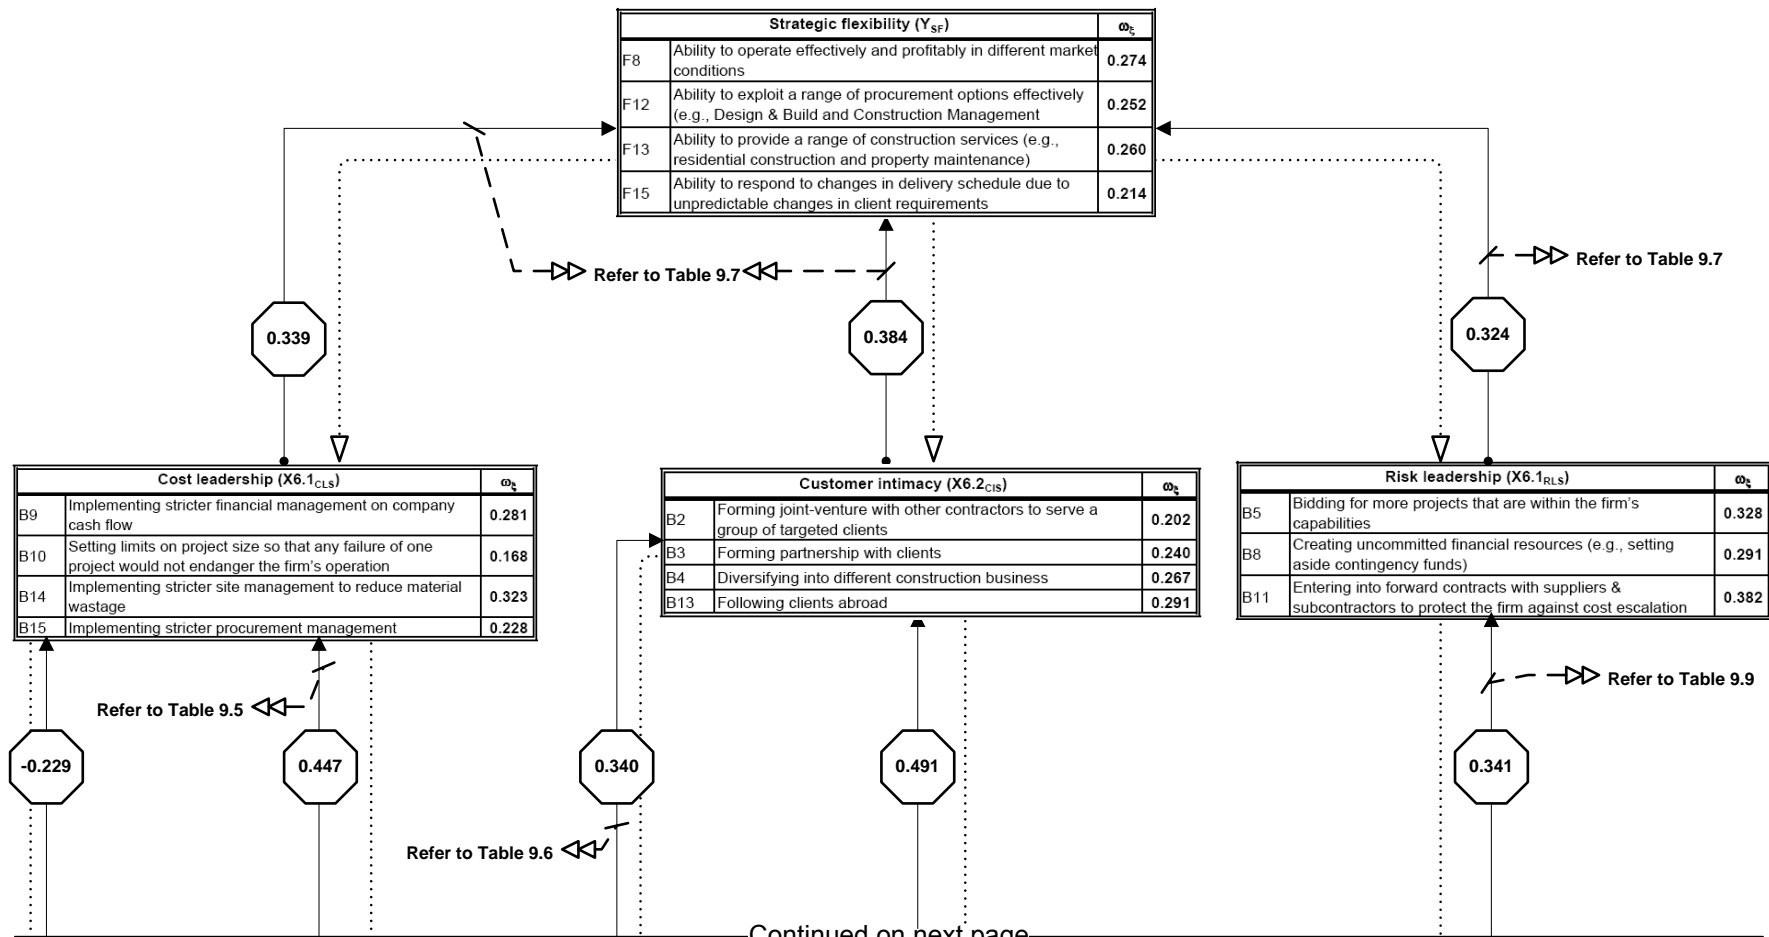 Strategic flexibility (YSF) ωξ
F8 Ability to operate effectively and profitably in different market
conditions 0.274
F12 Ability to exploit a range of procurement options effectively
(e.g., Design & Build and Construction Management 0.252
F13 Ability to provide a range of construction services (e.g.,
residential construction and property maintenance) 0.260
F15 Ability to respond to changes in delivery schedule due to
unpredictable changes in client requirements 0.214
Refer to Table 9.7
Refer to Table 9.7
0.339
0.384
0.324
Cost leadership (X6.1CLS) ωξ
B9 Implementing stricter financial management on company
cash flow 0.281
B10 Setting limits on project size so that any failure of one
project would not endanger the firm's operation 0.168
B14 Implementing stricter site management to reduce material
wastage 0.323
B15 Implementing stricter procurement management 0.228
Customer intimacy (X6.2CIS) ωξ
B2 Forming joint-venture with other contractors to serve a
group of targeted clients 0.202
B3 Forming partnership with clients 0.240
B4 Diversifying into different construction business 0.267
B13 Following clients abroad 0.291
Risk leadership (X6.1RLS) ωξ
B5 Bidding for more projects that are within the firm's
capabilities 0.328
B8 Creating uncommitted financial resources (e.g., setting
aside contingency funds) 0.291
B11 Entering into forward contracts with suppliers &
subcontractors to protect the firm against cost escalation 0.382
Refer to Table 9.5
Refer to Table 9.9
-0.229
0.447
0.340
0.491
0.341
Refer to Table 9.6
Continued on next page